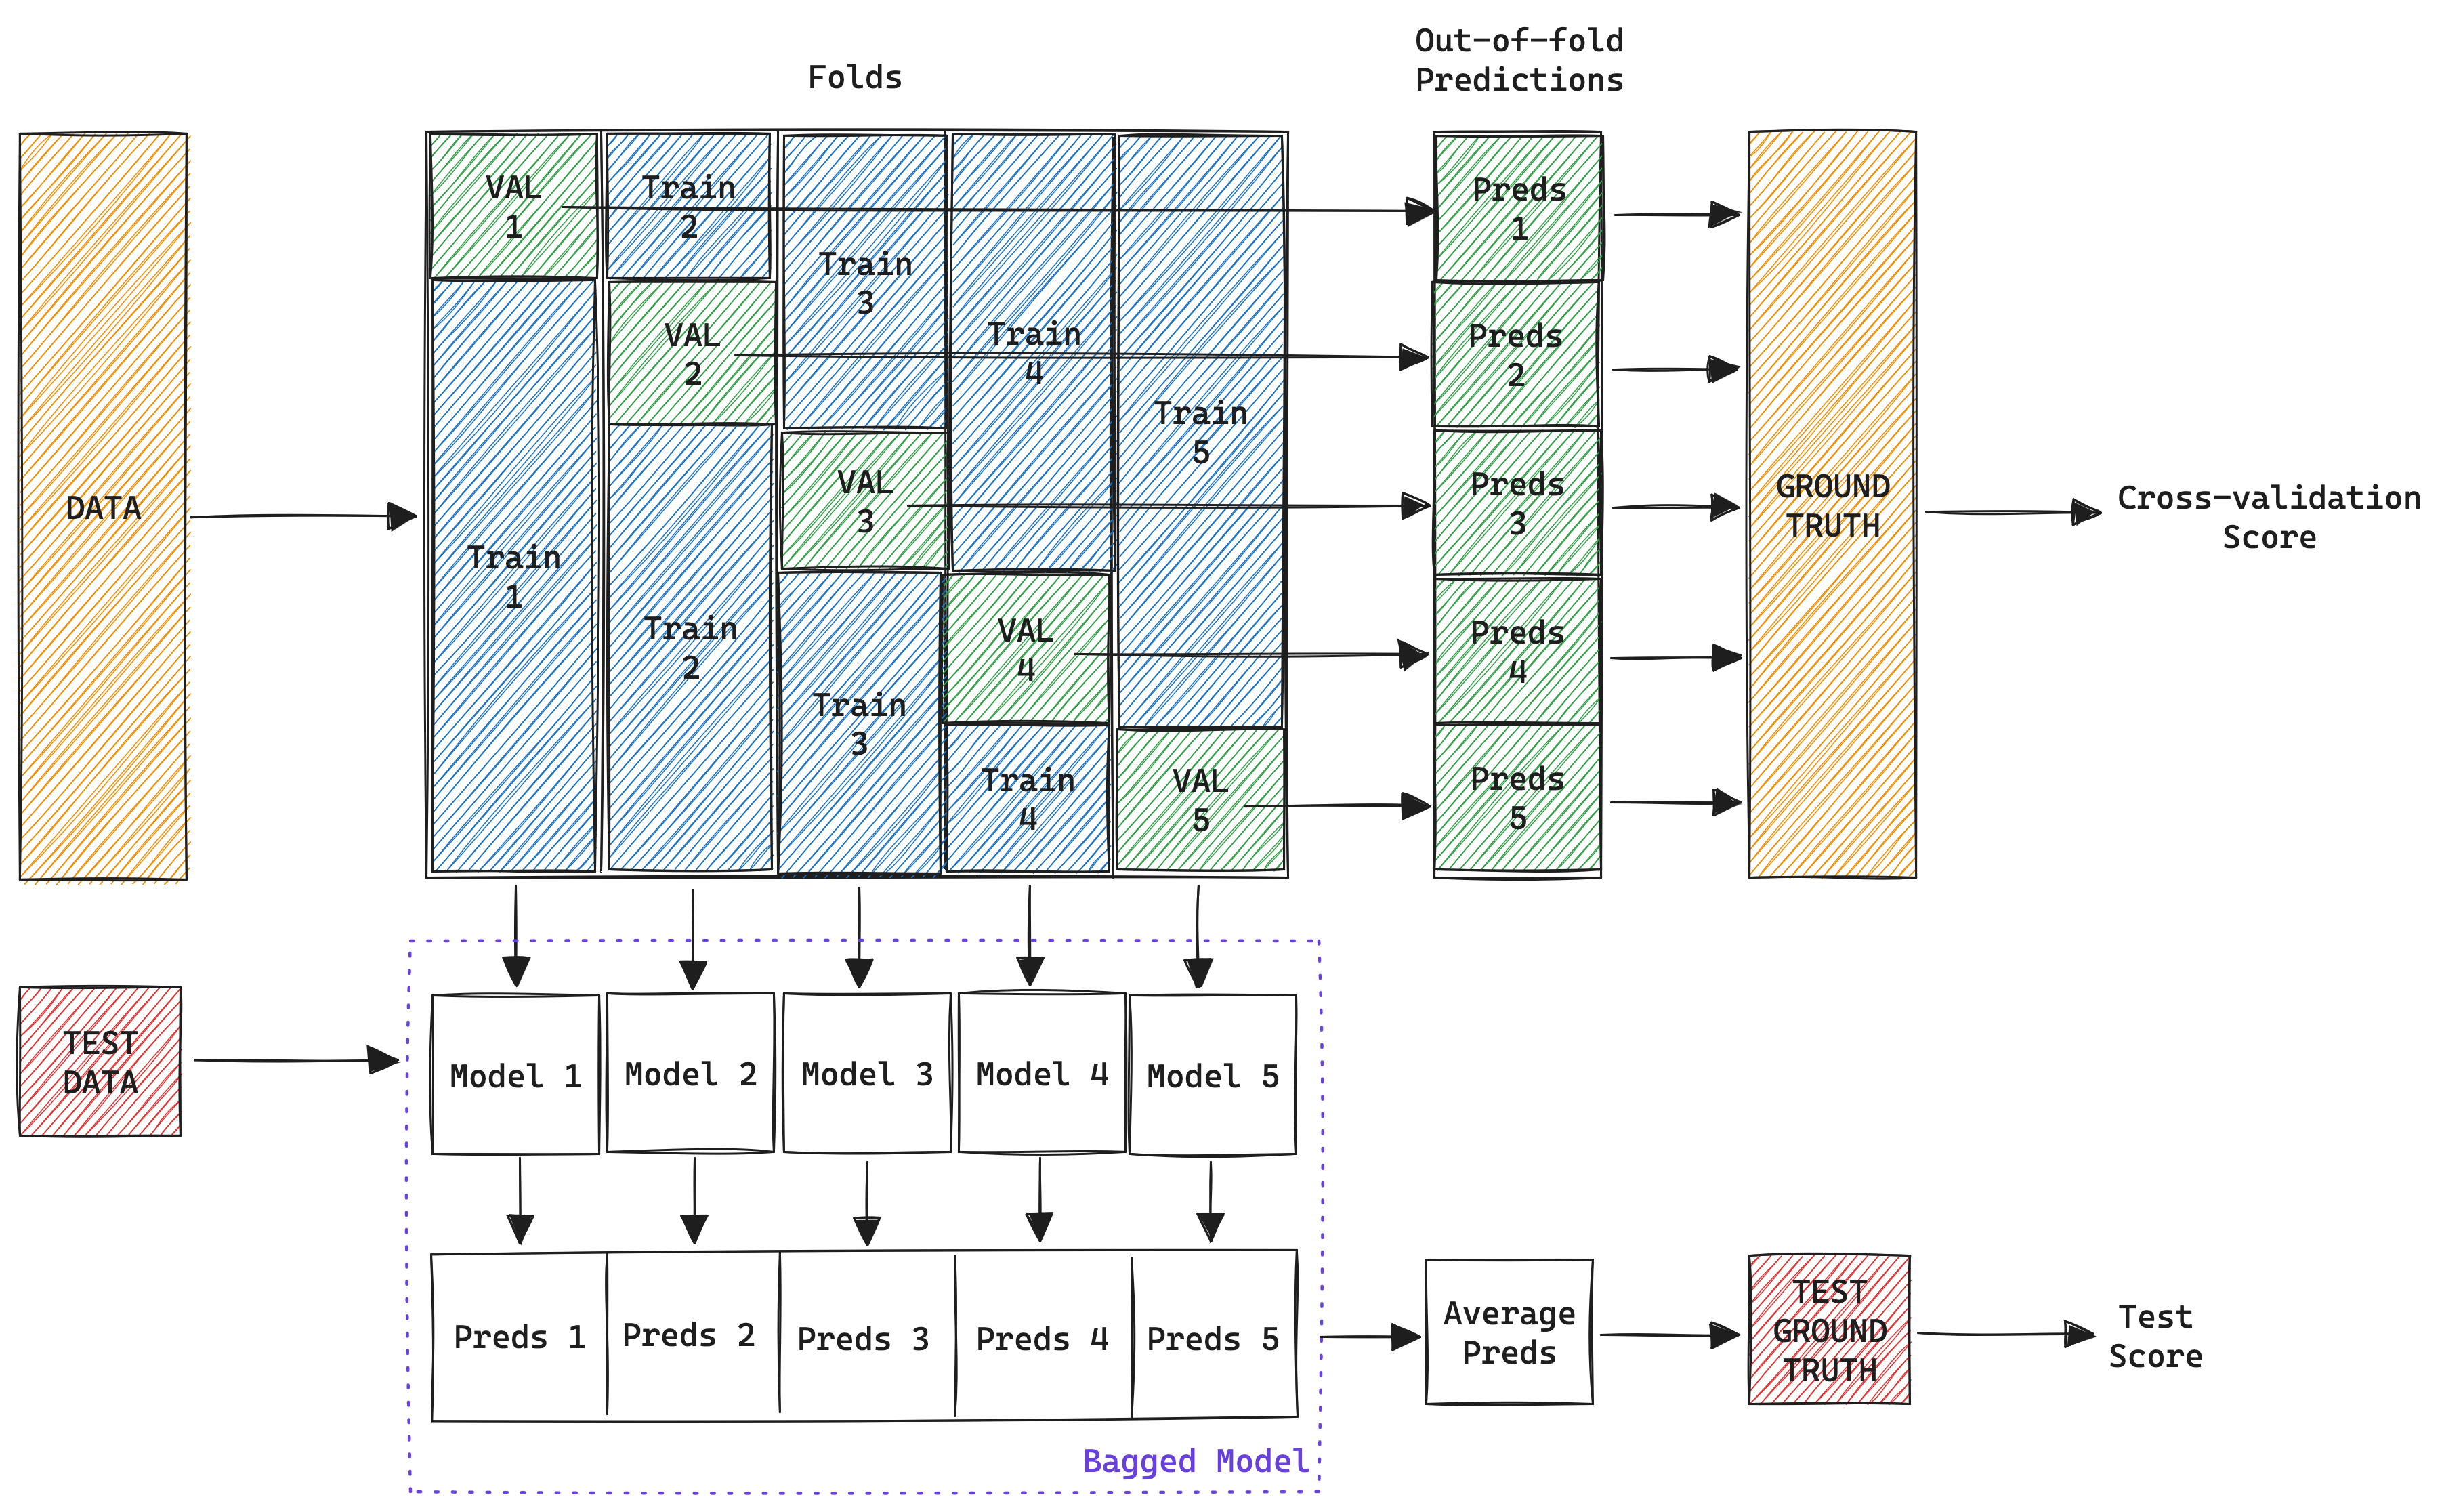 Out-of-fold
Predictions
Folds
VAL
1
Train
2
Train
3
Train
4
Train
5
Preds
1
VAL
2
Preds
2
DATA
Train
1
Train
2
VAL
3
Preds
3
GROUND
TRUTH
Cross-validation
Score
Train
3
VAL
4
Preds
4
Train
4
VAL
5
Preds
5
TEST
DATA
Model 1
Model 2
Model 3
Model 4
Model 5
Preds 1
Preds 2
Preds 3
Preds 4
Preds 5
Average
Preds
TEST
GROUND
TRUTH
Test
Score
Bagged Model